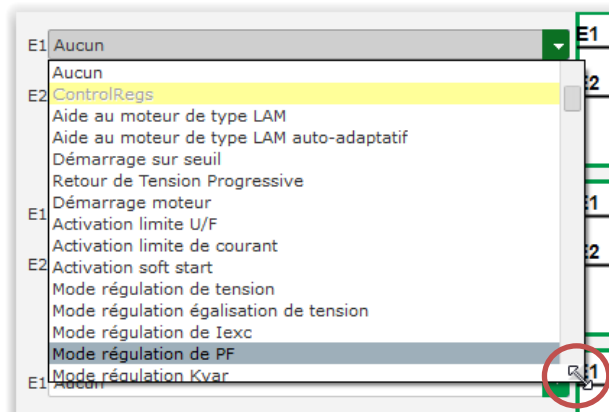 E1 Aucun E1
Aucun
E2 ControlRegs E2
Aide au moteur de type LAM
Aide au moteur de type LAM auto-adaptatif
Démarrage sur seuil
Retour de Tension Progressive
Démarrage moteur E1
E1 Activation limite U/F
Activation limite de courant E2
E2 Activation soft start
Mode régulation de tension
Mode régulation égalisation de tension
Mode régulation de Iexc
Mode régulation de PF
Mode régulation Kvar E1
E1 Aucun